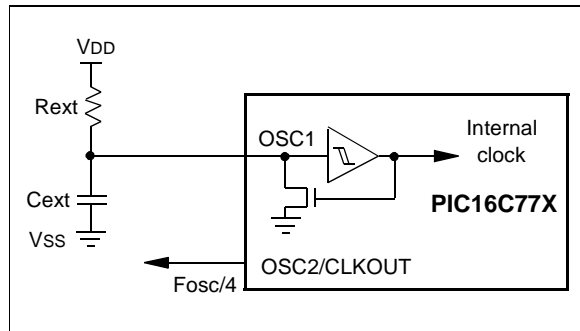 VDD
Rext
OSC1
Internal
clock
Cext
PIC16C77X
VSS
OSC2/CLKOUT
Fosc/4